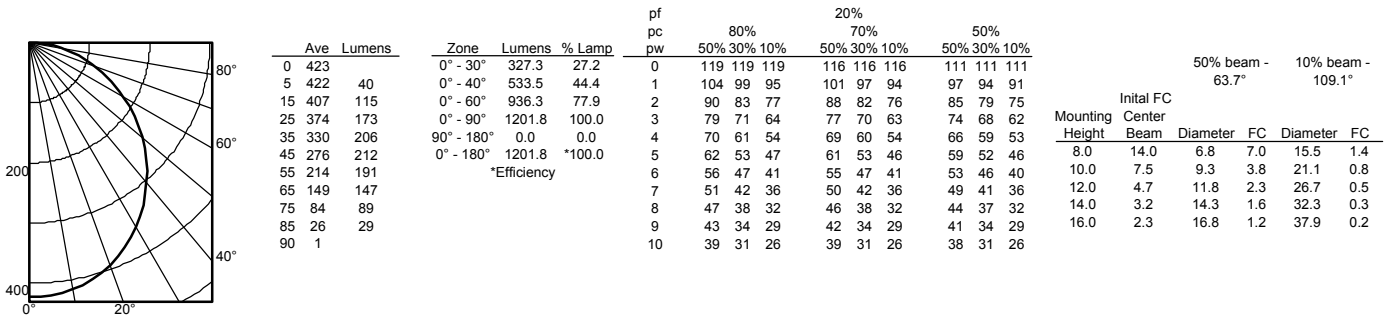 80°
60°
40°
200
400
0° 20°
Ave Lumens
0 423
5 422 40
15 407 115
25 374 173
35 330 206
45 276 212
55 214 191
65 149 147
75 84 89
85 26 29
90 1
Zone Lumens % Lamp
0° - 30° 327.3 27.2
0° - 40° 533.5 44.4
0° - 60° 936.3 77.9
0° - 90° 1201.8 100.0
90° - 180° 0.0 0.0
0° - 180° 1201.8 *100.0
*Efficiency
pf 20%
pc 80% 70% 50%
pw 50% 30% 10% 50% 30% 10% 50% 30% 10%
0 119 119 119 116 116 116 111 111 111
1 104 99 95 101 97 94 97 94 91
2 90 83 77 88 82 76 85 79 75
3 79 71 64 77 70 63 74 68 62
4 70 61 54 69 60 54 66 59 53
5 62 53 47 61 53 46 59 52 46
6 56 47 41 55 47 41 53 46 40
7 51 42 36 50 42 36 49 41 36
8 47 38 32 46 38 32 44 37 32
9 43 34 29 42 34 29 41 34 29
10 39 31 26 39 31 26 38 31 26
50% beam - 10% beam -
63.7° 109.1°
Inital FC
Mounting Center
Height Beam Diameter FC Diameter FC
8.0 14.0 6.8 7.0 15.5 1.4
10.0 7.5 9.3 3.8 21.1 0.8
12.0 4.7 11.8 2.3 26.7 0.5
14.0 3.2 14.3 1.6 32.3 0.3
16.0 2.3 16.8 1.2 37.9 0.2